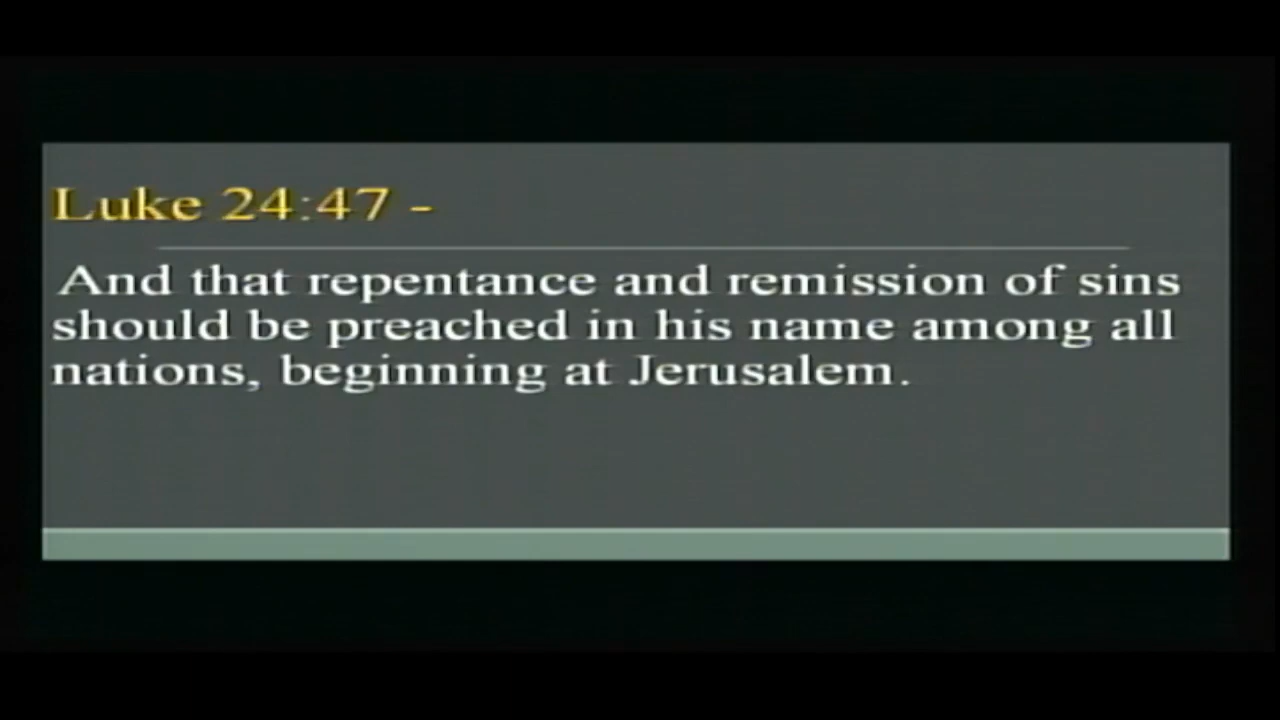 Luke 24:47 -
And that repentance and remission of sins
should be preached in his name among all
nations, beginning at Jerusalem.